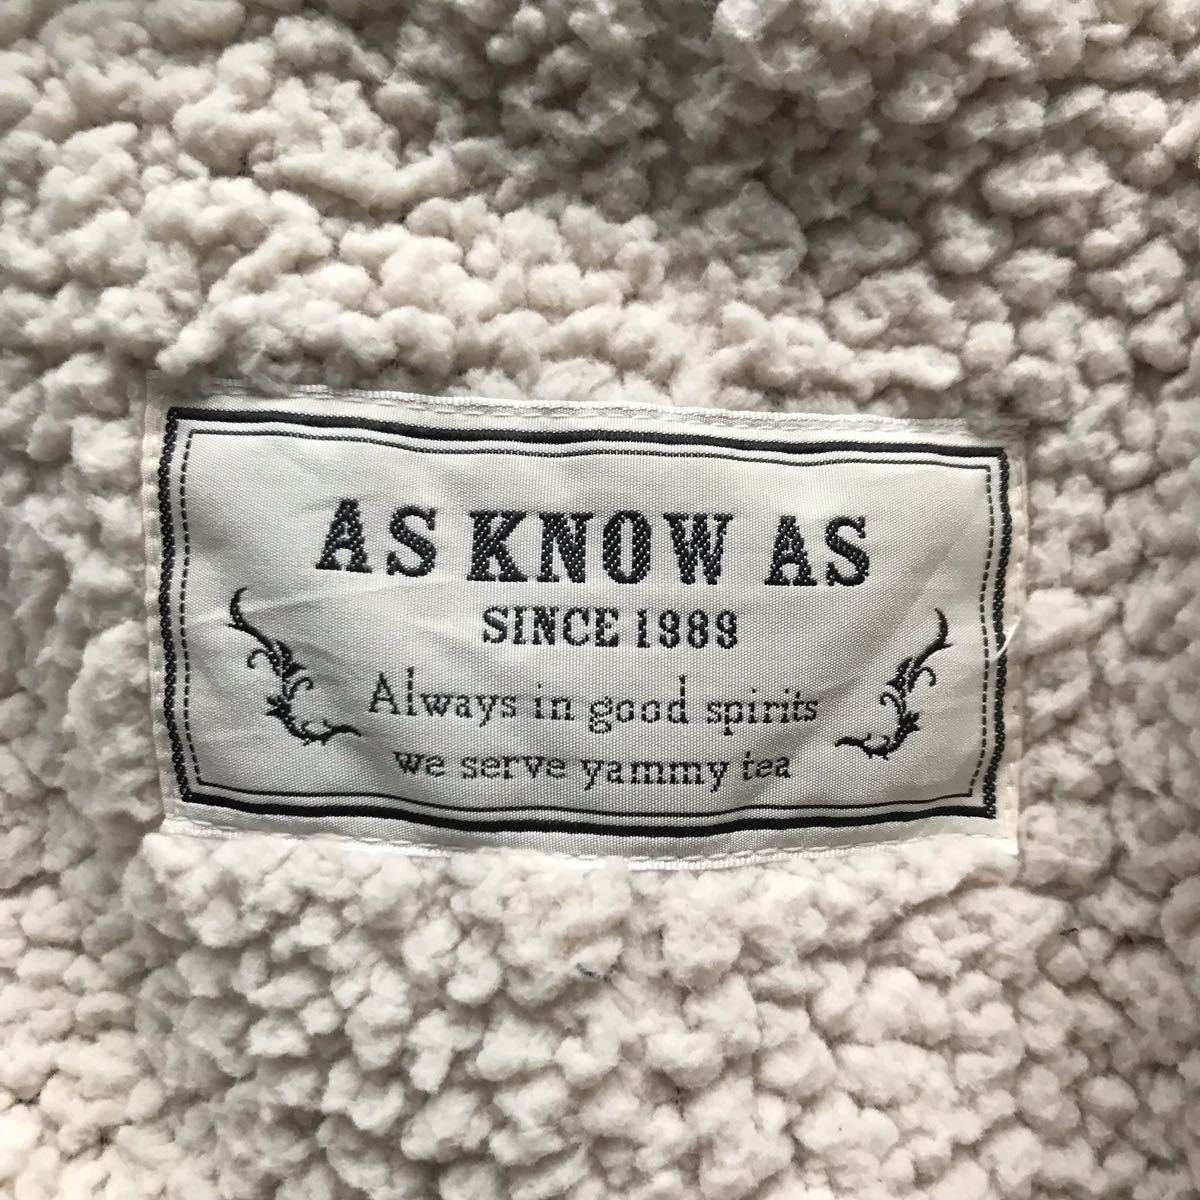 AS KNOW AS
SINCE 1989
Always in good spirits
we serve yammy tea